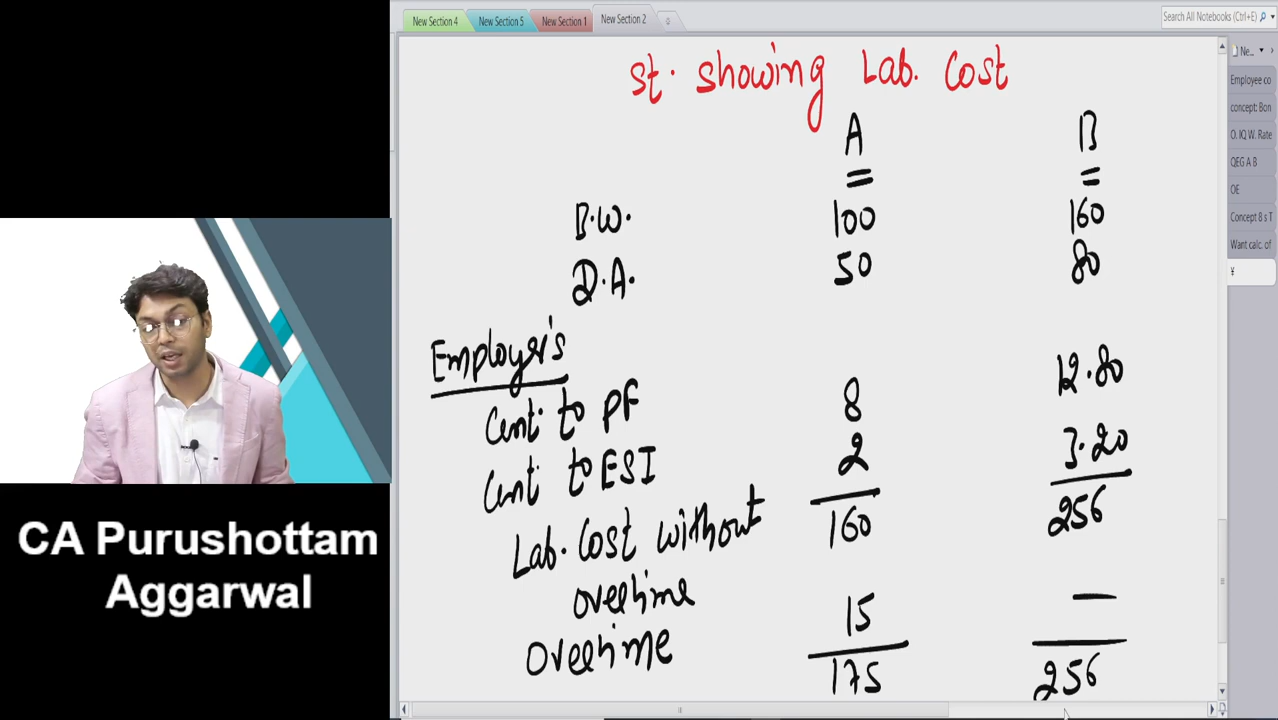 New Section 4 New Section 5 New Section 1 New Section 2
Search All Notebooks (Ctrl+E)
Ne...
Employee co
concept: Bon
O. IQ W. Rate
QEG A B
OE
Concept 8 s T
Want calc. of
¥
St. Showing Lab. Cost
A B
B.W. 100 160
D.A. 50 80
Employer's
Cont. to PF 8 12.80
Cont. to ESI 2 3.20
Lab. Cost without 160 256
overtime
Overtime 15 —
175 256
CA Purushottam
Aggarwal